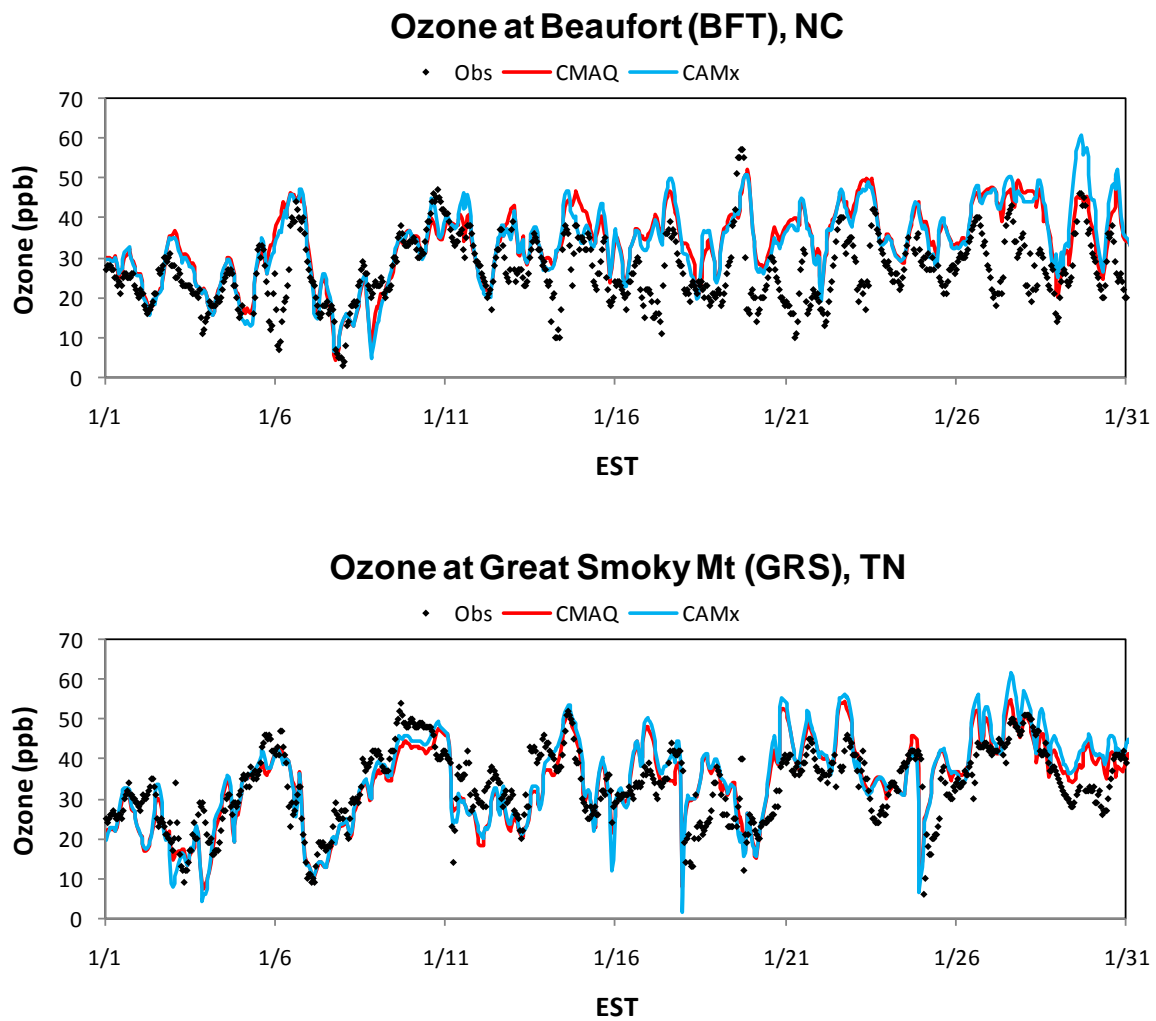 Ozone at Beaufort (BFT), NC
Obs CMAQ CAMx
70
60
50
40
30
20
10
0
Ozone (ppb)
1/1 1/6 1/11 1/16 1/21 1/26 1/31
EST
Ozone at Great Smoky Mt (GRS), TN
Obs CMAQ CAMx
70
60
50
40
30
20
10
0
Ozone (ppb)
1/1 1/6 1/11 1/16 1/21 1/26 1/31
EST